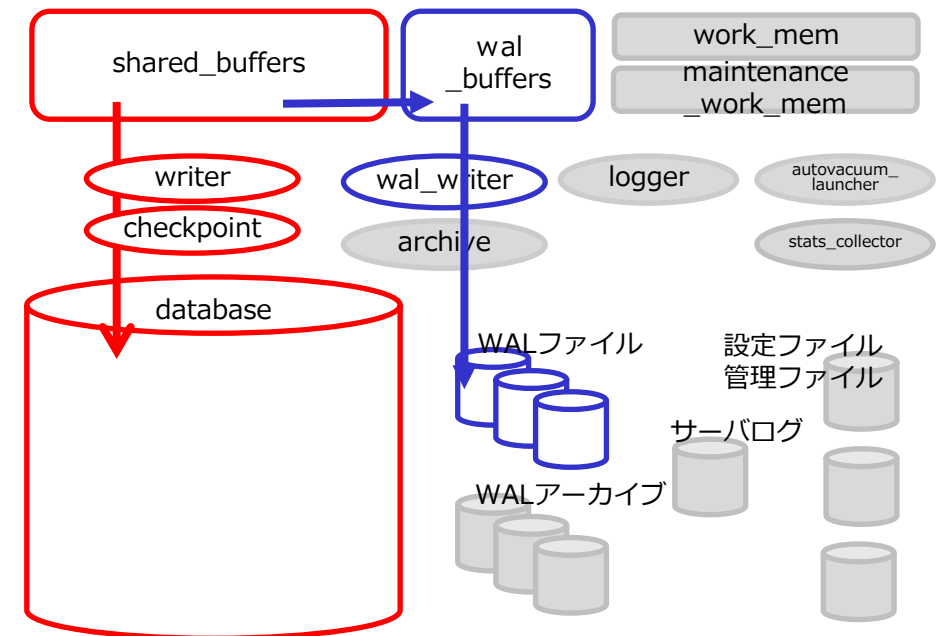 shared_buffers
wal
_buffers
work_mem
maintenance
_work_mem
writer
wal_writer
logger
autovacuum_
launcher
checkpoint
archive
stats_collector
database
WALファイル
設定ファイル
管理ファイル
サーバログ
WALアーカイブ